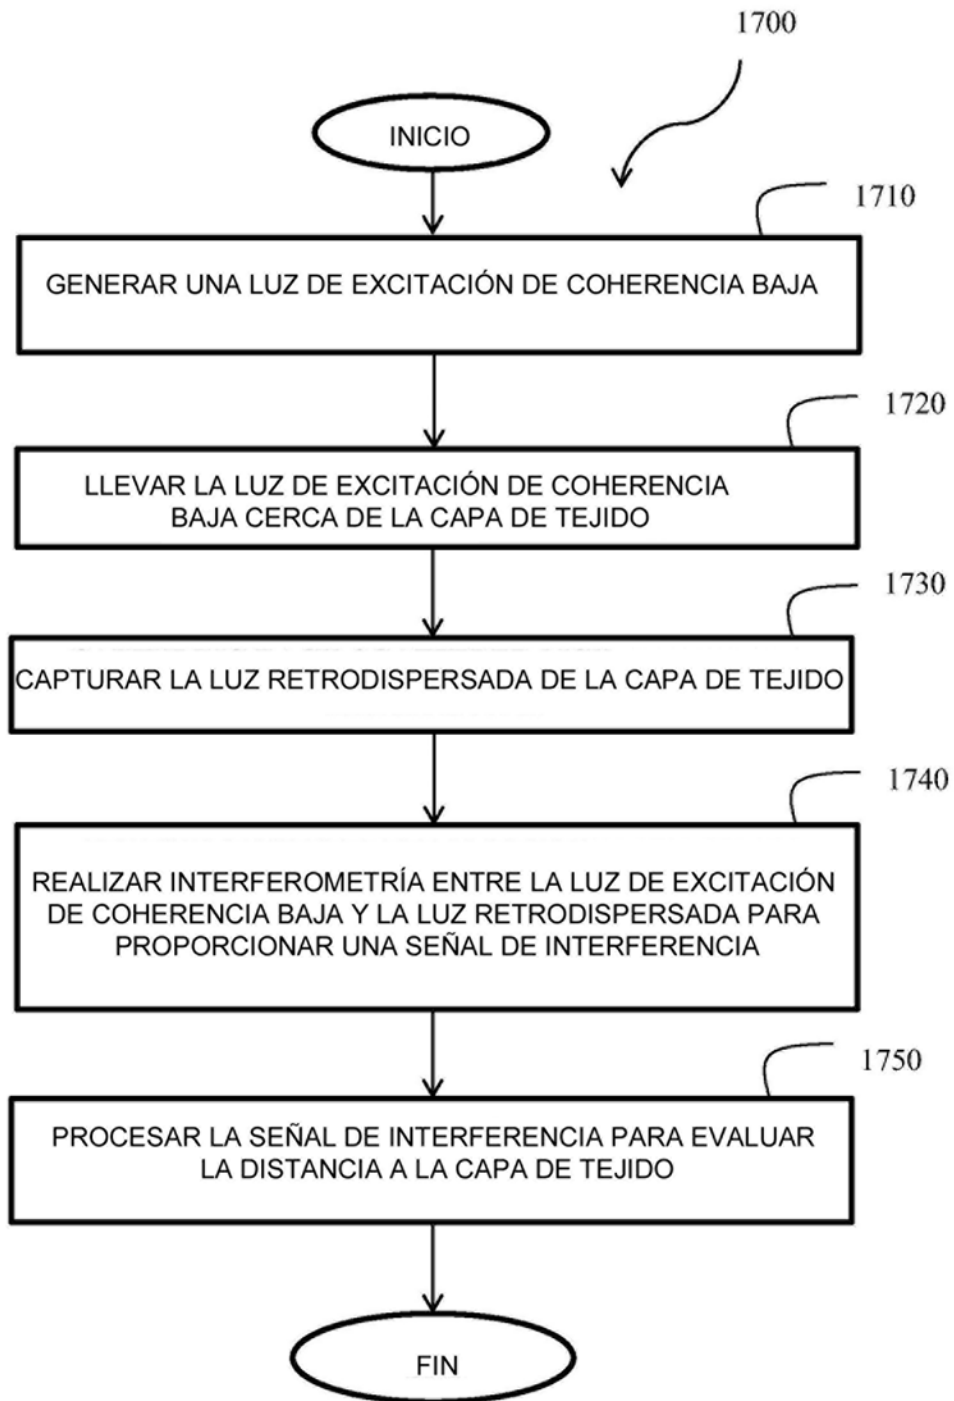 1700
INICIO
1710
GENERAR UNA LUZ DE EXCITACIÓN DE COHERENCIA BAJA
1720
LLEVAR LA LUZ DE EXCITACIÓN DE COHERENCIA
BAJA CERCA DE LA CAPA DE TEJIDO
1730
CAPTURAR LA LUZ RETRODISPERSADA DE LA CAPA DE TEJIDO
1740
REALIZAR INTERFEROMETRÍA ENTRE LA LUZ DE EXCITACIÓN
DE COHERENCIA BAJA Y LA LUZ RETRODISPERSADA PARA
PROPORCIONAR UNA SEÑAL DE INTERFERENCIA
1750
PROCESAR LA SEÑAL DE INTERFERENCIA PARA EVALUAR
LA DISTANCIA A LA CAPA DE TEJIDO
FIN